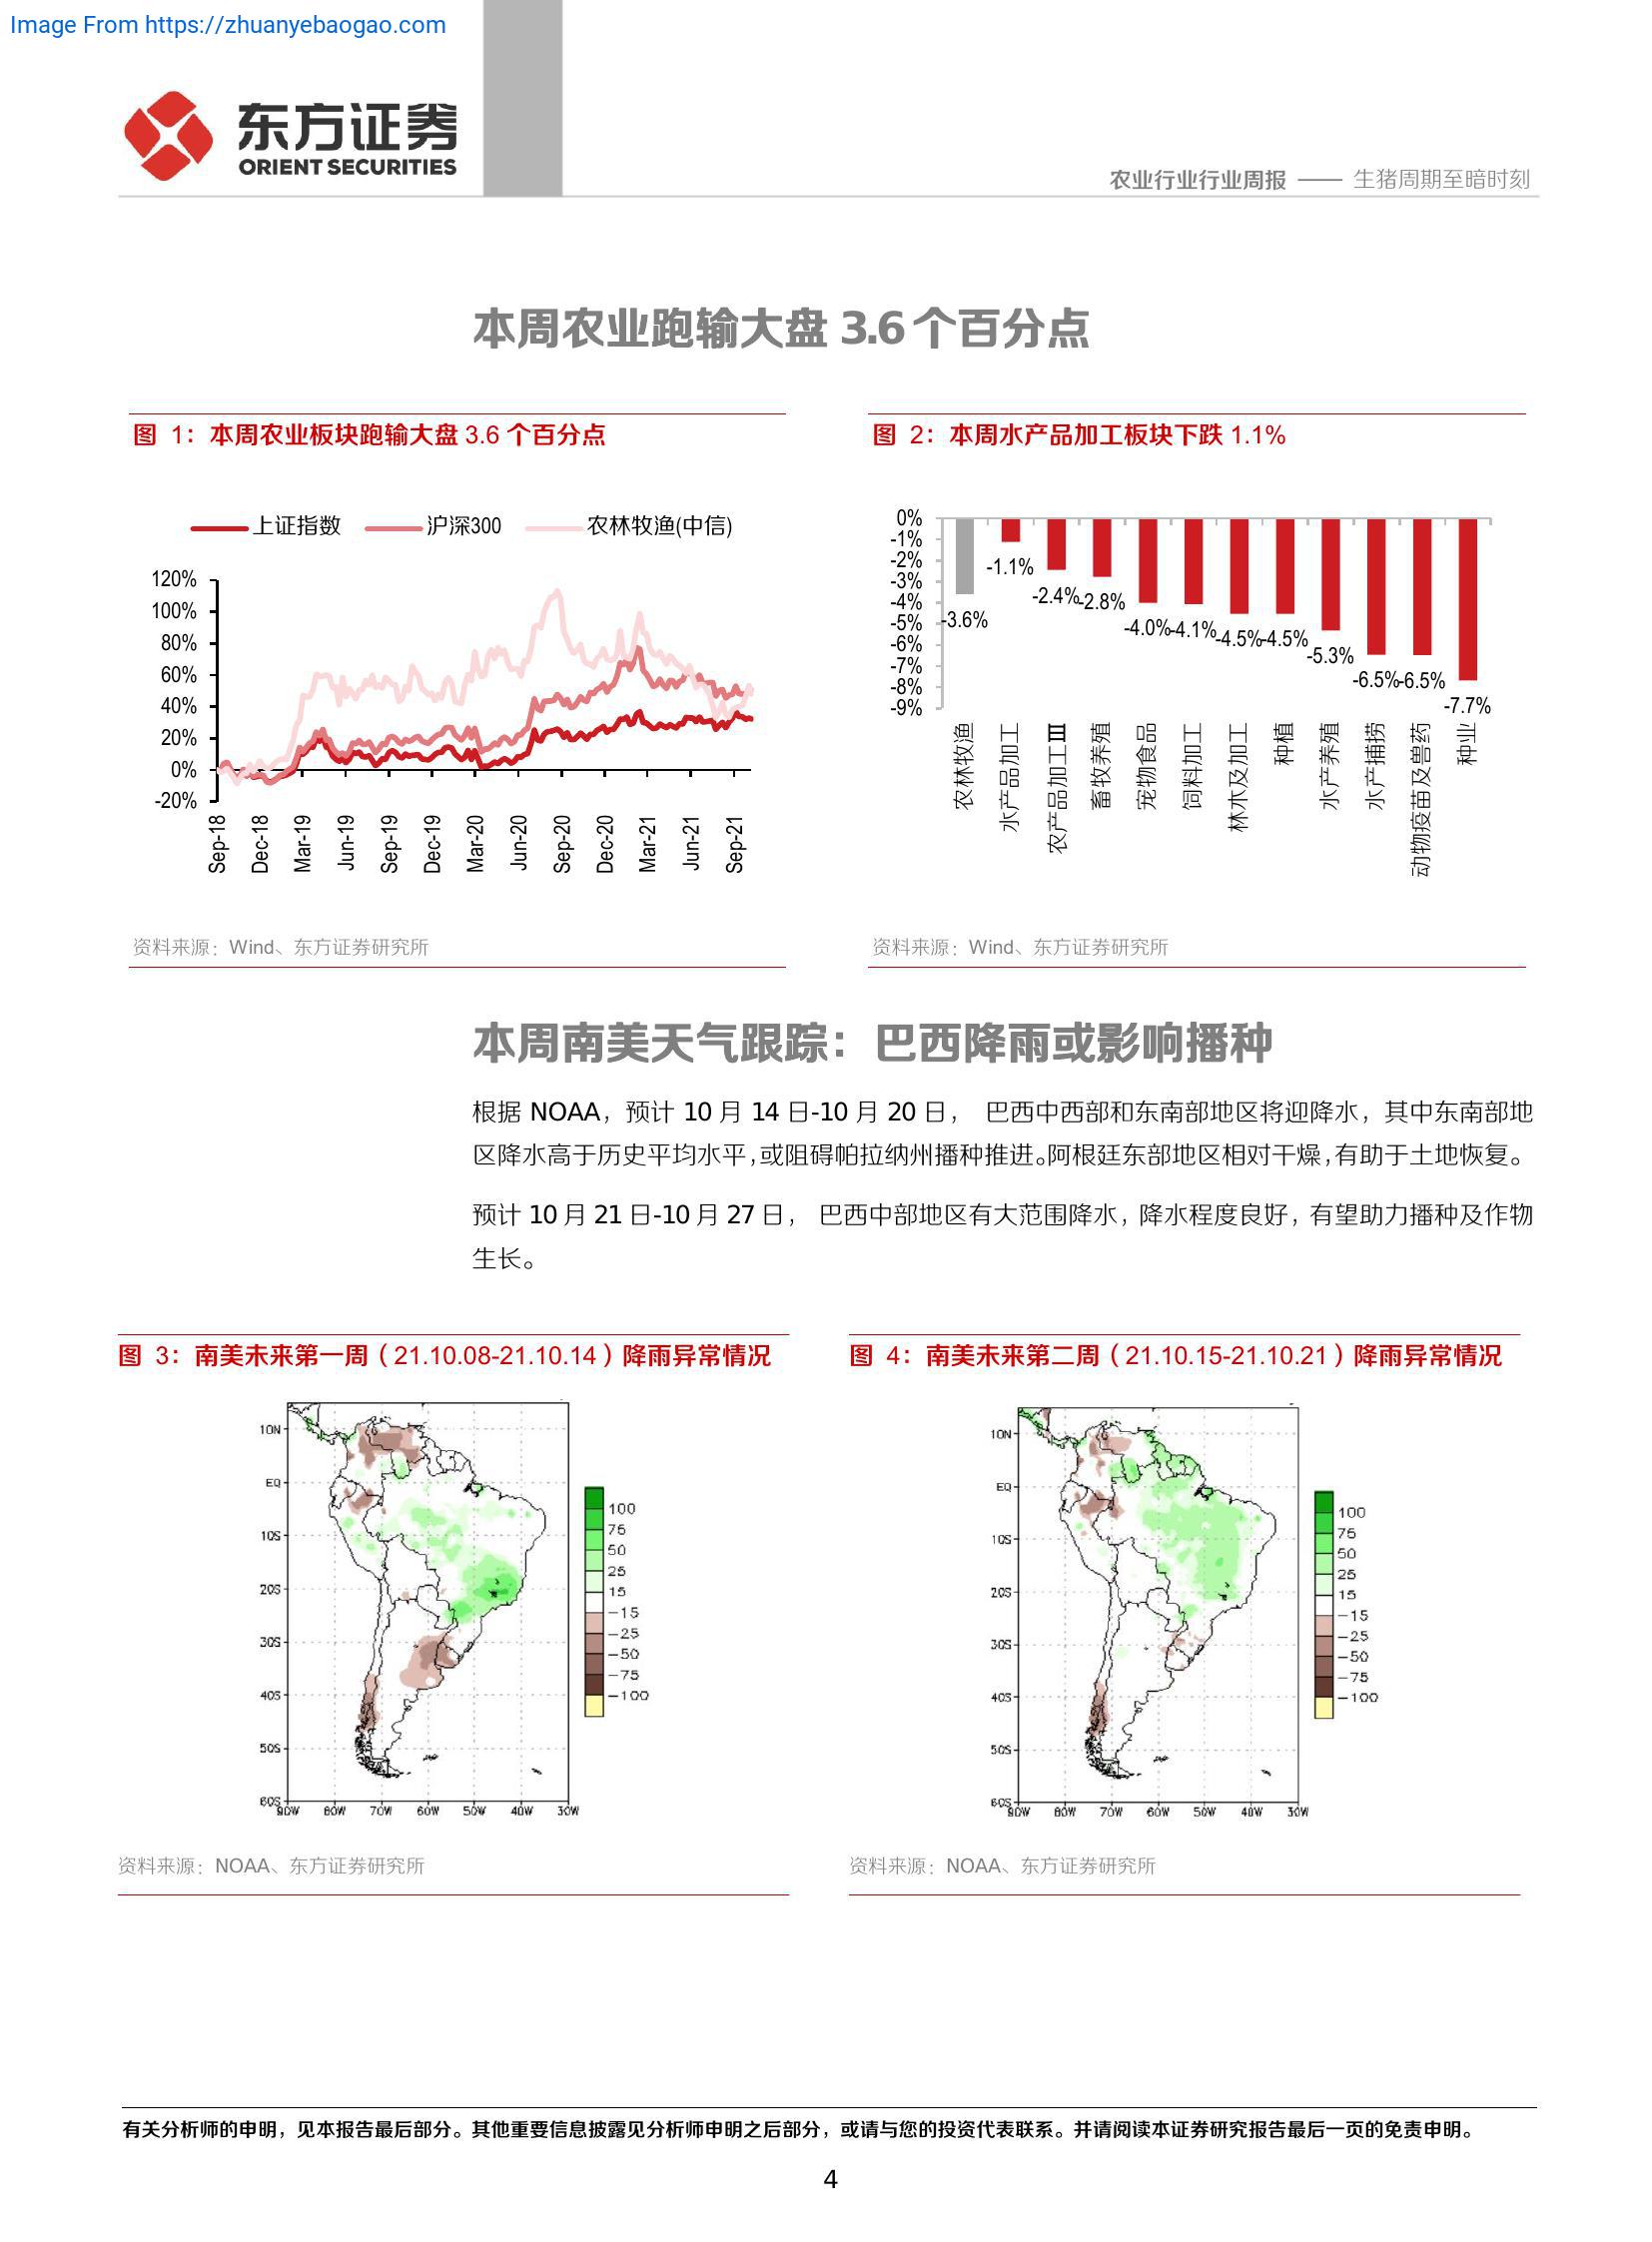 Image From https://zhuanyebaogao.com
东方证券
ORIENT SECURITIES
农业行业行业周报 —— 生猪周期至暗时刻
本周农业跑输大盘 3.6 个百分点
图 1：本周农业板块跑输大盘 3.6 个百分点
上证指数 沪深300 农林牧渔(中信)
120%
100%
80%
60%
40%
20%
0%
-20%
Sep-18 Dec-18 Mar-19 Jun-19 Sep-19 Dec-19 Mar-20 Jun-20 Sep-20 Dec-20 Mar-21 Jun-21 Sep-21
资料来源：Wind、东方证券研究所
图 2：本周水产品加工板块下跌 1.1%
0%
-1%
-2%
-3%
-4%
-5%
-6%
-7%
-8%
-9%
-3.6% -1.1% -2.4% -2.8% -4.0% -4.1% -4.5% -4.5% -5.3% -6.5% -6.5% -7.7%
农林牧渔 水产品加工 农产品加工Ⅲ 畜牧养殖 宠物食品 饲料加工 林木及加工 种植 水产养殖 水产捕捞 动物疫苗及兽药 种业
资料来源：Wind、东方证券研究所
本周南美天气跟踪：巴西降雨或影响播种
根据 NOAA，预计 10 月 14 日-10 月 20 日， 巴西中西部和东南部地区将迎降水，其中东南部地
区降水高于历史平均水平，或阻碍帕拉纳州播种推进。阿根廷东部地区相对干燥，有助于土地恢复。
预计 10 月 21 日-10 月 27 日， 巴西中部地区有大范围降水，降水程度良好，有望助力播种及作物
生长。
图 3：南美未来第一周（21.10.08-21.10.14）降雨异常情况
10N
EQ
10S
20S
30S
40S
50S
60S
90W 80W 70W 60W 50W 40W 30W
100
75
50
25
15
-15
-25
-50
-75
-100
资料来源：NOAA、东方证券研究所
图 4：南美未来第二周（21.10.15-21.10.21）降雨异常情况
10N
EQ
10S
20S
30S
40S
50S
60S
90W 80W 70W 60W 50W 40W 30W
100
75
50
25
15
-15
-25
-50
-75
-100
资料来源：NOAA、东方证券研究所
有关分析师的申明，见本报告最后部分。其他重要信息披露见分析师申明之后部分，或请与您的投资代表联系。并请阅读本证券研究报告最后一页的免责申明。
4